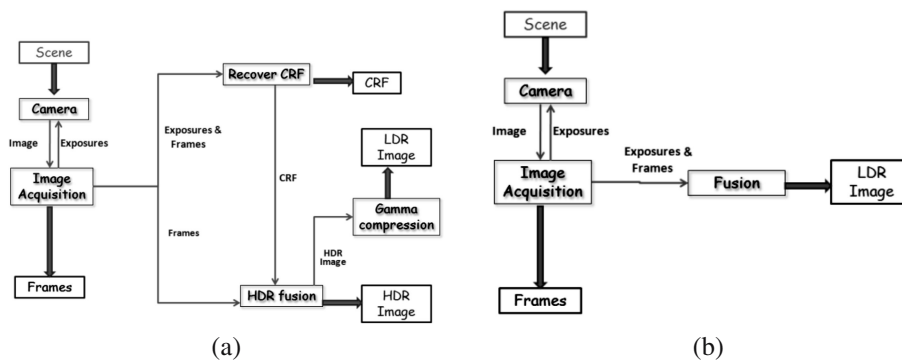 Scene
Camera
Image
Exposures
Image
Acquisition
Frames
Exposures &
Frames
Frames
Recover CRF
CRF
CRF
LDR
Image
Gamma
compression
HDR
Image
HDR fusion
HDR
Image
(a)
Scene
Camera
Image
Exposures
Image
Acquisition
Frames
Exposures &
Frames
Fusion
LDR
Image
(b)